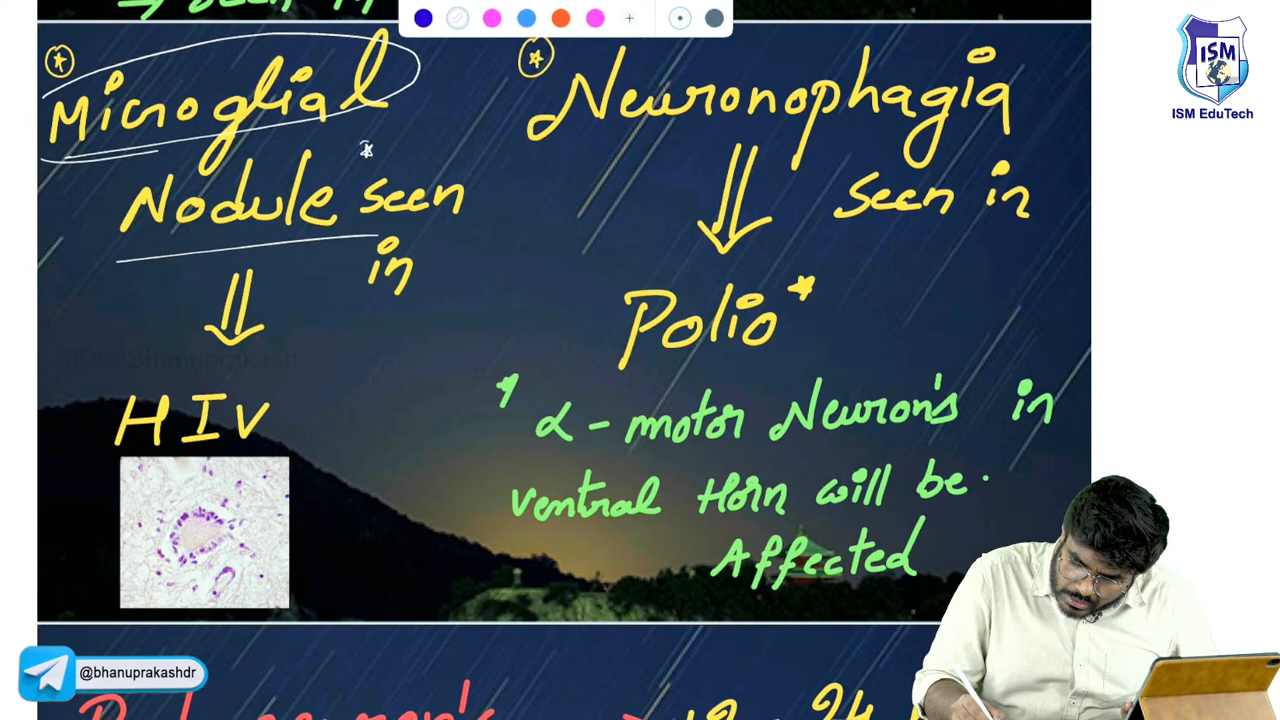 ISM
ISM EduTech
Microglial
Nodule seen
in
HIV
Neuronophagia
seen in
Polio*
* α - motor Neuron's in
ventral Horn will be.
Affected
@bhanuprakashdr
neuron's